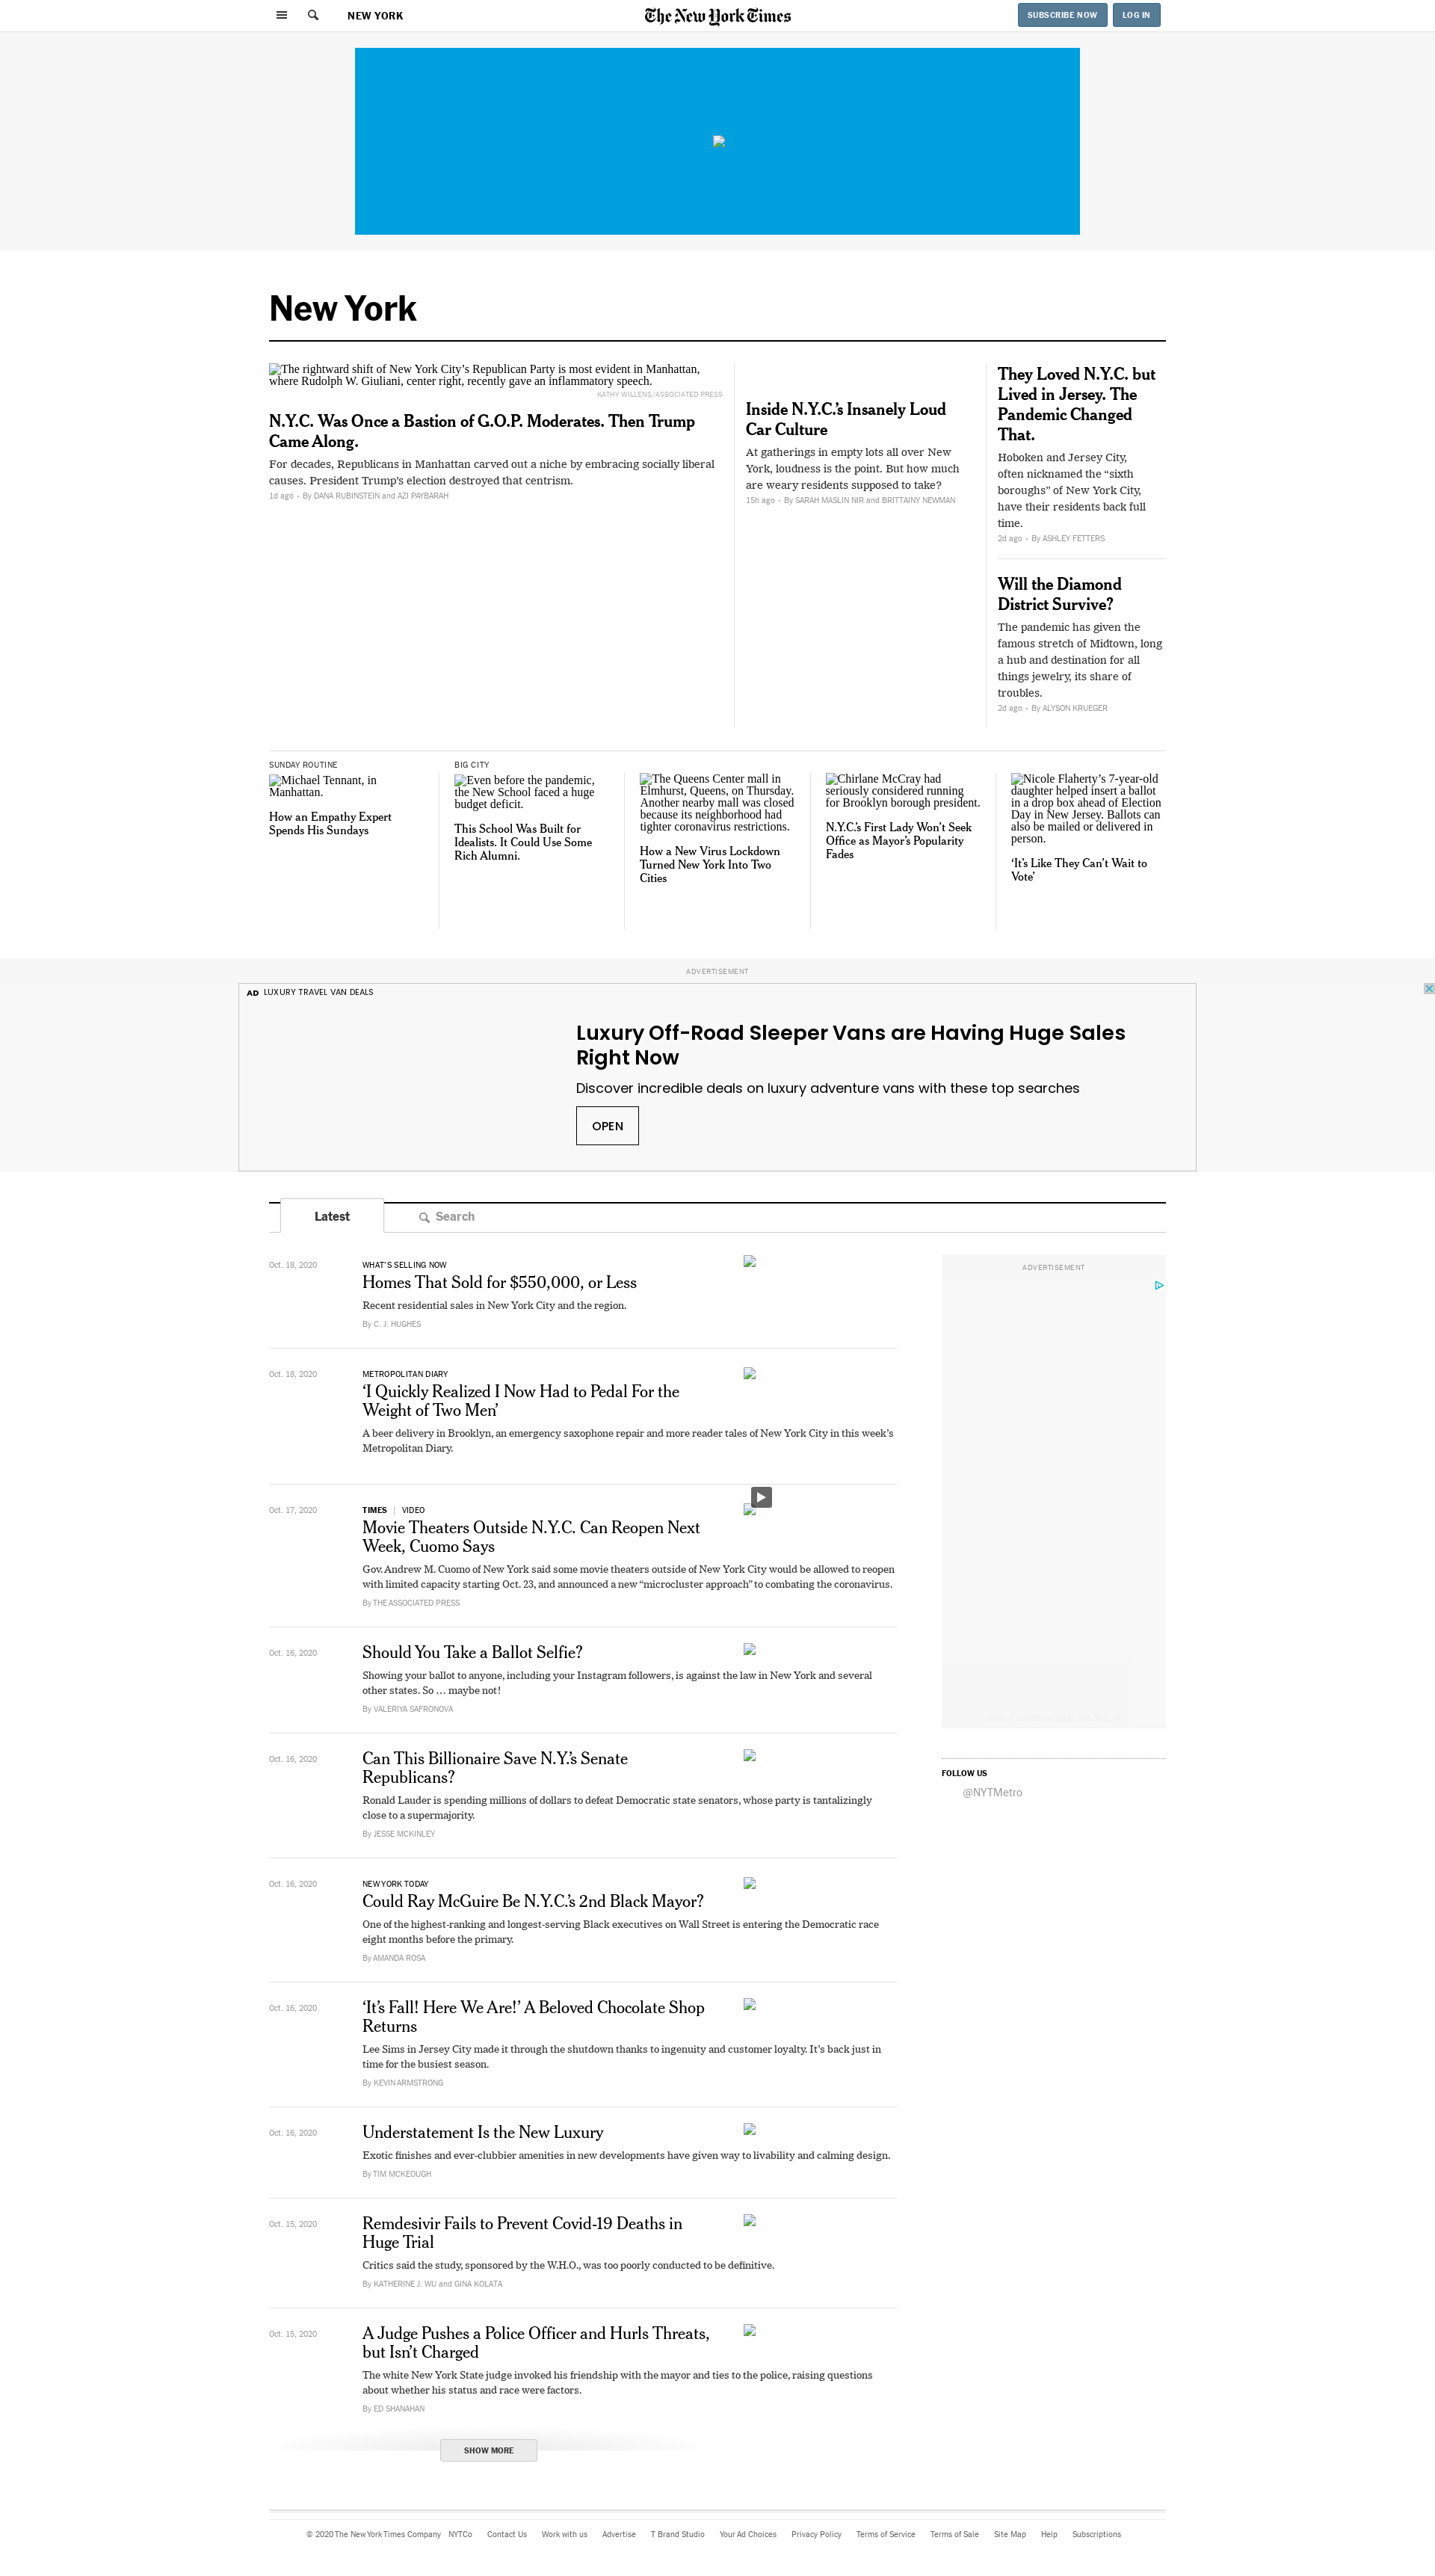 NEW YORK
The New York Times
SUBSCRIBE NOW
LOG IN
New York
The rightward shift of New York City’s Republican Party is most evident in Manhattan,
where Rudolph W. Giuliani, center right, recently gave an inflammatory speech.
KATHY WILLENS/ASSOCIATED PRESS
N.Y.C. Was Once a Bastion of G.O.P. Moderates. Then Trump
Came Along.
For decades, Republicans in Manhattan carved out a niche by embracing socially liberal
causes. President Trump’s election destroyed that centrism.
1d ago • By DANA RUBINSTEIN and AZI PAYBARAH
Inside N.Y.C.’s Insanely Loud
Car Culture
At gatherings in empty lots all over New
York, loudness is the point. But how much
are weary residents supposed to take?
15h ago • By SARAH MASLIN NIR and BRITTAINY NEWMAN
They Loved N.Y.C. but
Lived in Jersey. The
Pandemic Changed
That.
Hoboken and Jersey City,
often nicknamed the “sixth
boroughs” of New York City,
have their residents back full
time.
2d ago • By ASHLEY FETTERS
Will the Diamond
District Survive?
The pandemic has given the
famous stretch of Midtown, long
a hub and destination for all
things jewelry, its share of
troubles.
2d ago • By ALYSON KRUEGER
SUNDAY ROUTINE
Michael Tennant, in
Manhattan.
How an Empathy Expert
Spends His Sundays
BIG CITY
Even before the pandemic,
the New School faced a huge
budget deficit.
This School Was Built for
Idealists. It Could Use Some
Rich Alumni.
The Queens Center mall in
Elmhurst, Queens, on Thursday.
Another nearby mall was closed
because its neighborhood had
tighter coronavirus restrictions.
How a New Virus Lockdown
Turned New York Into Two
Cities
Chirlane McCray had
seriously considered running
for Brooklyn borough president.
N.Y.C.’s First Lady Won’t Seek
Office as Mayor’s Popularity
Fades
Nicole Flaherty’s 7-year-old
daughter helped insert a ballot
in a drop box ahead of Election
Day in New Jersey. Ballots can
also be mailed or delivered in
person.
‘It’s Like They Can’t Wait to
Vote’
ADVERTISEMENT
AD LUXURY TRAVEL VAN DEALS
Luxury Off-Road Sleeper Vans are Having Huge Sales
Right Now
Discover incredible deals on luxury adventure vans with these top searches
OPEN
Latest
Search
Oct. 18, 2020
WHAT’S SELLING NOW
Homes That Sold for $550,000, or Less
Recent residential sales in New York City and the region.
By C. J. HUGHES
Oct. 18, 2020
METROPOLITAN DIARY
‘I Quickly Realized I Now Had to Pedal For the
Weight of Two Men’
A beer delivery in Brooklyn, an emergency saxophone repair and more reader tales of New York City in this week’s
Metropolitan Diary.
Oct. 17, 2020
TIMES | VIDEO
Movie Theaters Outside N.Y.C. Can Reopen Next
Week, Cuomo Says
Gov. Andrew M. Cuomo of New York said some movie theaters outside of New York City would be allowed to reopen
with limited capacity starting Oct. 23, and announced a new “microcluster approach” to combating the coronavirus.
By THE ASSOCIATED PRESS
Oct. 16, 2020
Should You Take a Ballot Selfie?
Showing your ballot to anyone, including your Instagram followers, is against the law in New York and several
other states. So … maybe not!
By VALERIYA SAFRONOVA
Oct. 16, 2020
Can This Billionaire Save N.Y.’s Senate
Republicans?
Ronald Lauder is spending millions of dollars to defeat Democratic state senators, whose party is tantalizingly
close to a supermajority.
By JESSE MCKINLEY
Oct. 16, 2020
NEW YORK TODAY
Could Ray McGuire Be N.Y.C.’s 2nd Black Mayor?
One of the highest-ranking and longest-serving Black executives on Wall Street is entering the Democratic race
eight months before the primary.
By AMANDA ROSA
Oct. 16, 2020
‘It’s Fall! Here We Are!’ A Beloved Chocolate Shop
Returns
Lee Sims in Jersey City made it through the shutdown thanks to ingenuity and customer loyalty. It’s back just in
time for the busiest season.
By KEVIN ARMSTRONG
Oct. 16, 2020
Understatement Is the New Luxury
Exotic finishes and ever-clubbier amenities in new developments have given way to livability and calming design.
By TIM MCKEOUGH
Oct. 15, 2020
Remdesivir Fails to Prevent Covid-19 Deaths in
Huge Trial
Critics said the study, sponsored by the W.H.O., was too poorly conducted to be definitive.
By KATHERINE J. WU and GINA KOLATA
Oct. 15, 2020
A Judge Pushes a Police Officer and Hurls Threats,
but Isn’t Charged
The white New York State judge invoked his friendship with the mayor and ties to the police, raising questions
about whether his status and race were factors.
By ED SHANAHAN
SHOW MORE
ADVERTISEMENT
FOLLOW US
@NYTMetro
© 2020 The New York Times Company NYTCo Contact Us Work with us Advertise T Brand Studio Your Ad Choices Privacy Policy Terms of Service Terms of Sale Site Map Help Subscriptions